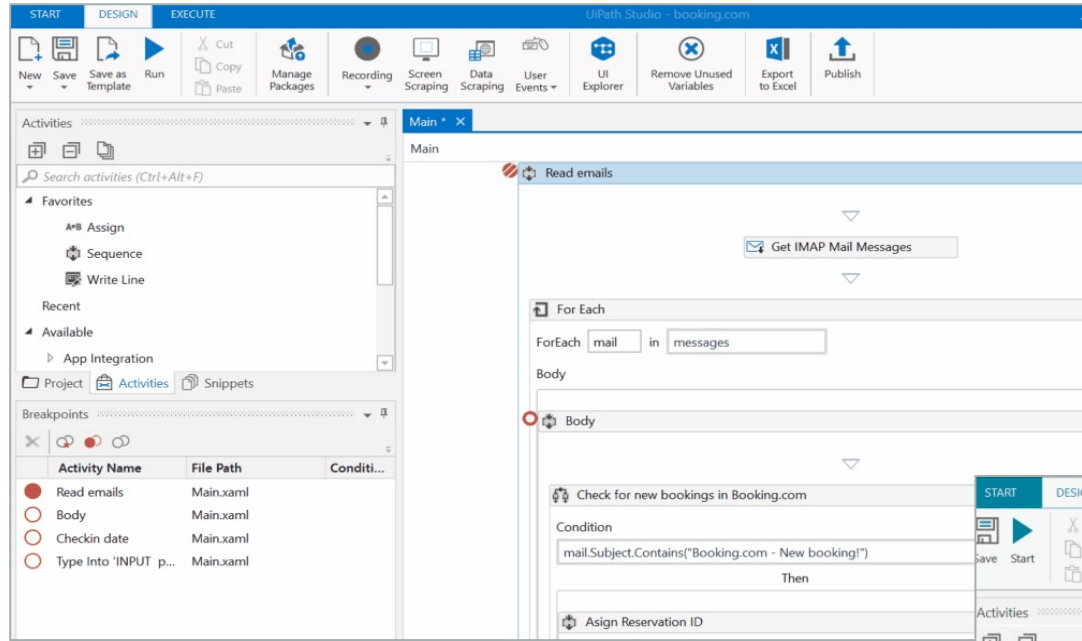 START DESIGN EXECUTE UiPath Studio - booking.com
New Save Save as Template Run Cut Copy Paste Manage Packages Recording Screen Scraping Data Scraping User Events UI Explorer Remove Unused Variables Export to Excel Publish
Activities
Search activities (Ctrl+Alt+F)
Favorites
A+B Assign
Sequence
Write Line
Recent
Available
App Integration
Project Activities Snippets
Breakpoints
Activity Name File Path Conditi...
Read emails Main.xaml
Body Main.xaml
Checkin date Main.xaml
Type Into 'INPUT p... Main.xaml
Main * ×
Main
Read emails
Get IMAP Mail Messages
For Each
ForEach mail in messages
Body
Body
Check for new bookings in Booking.com
Condition
mail.Subject.Contains("Booking.com - New booking!")
Then
Asign Reservation ID
START DESI
Save Start
Activities